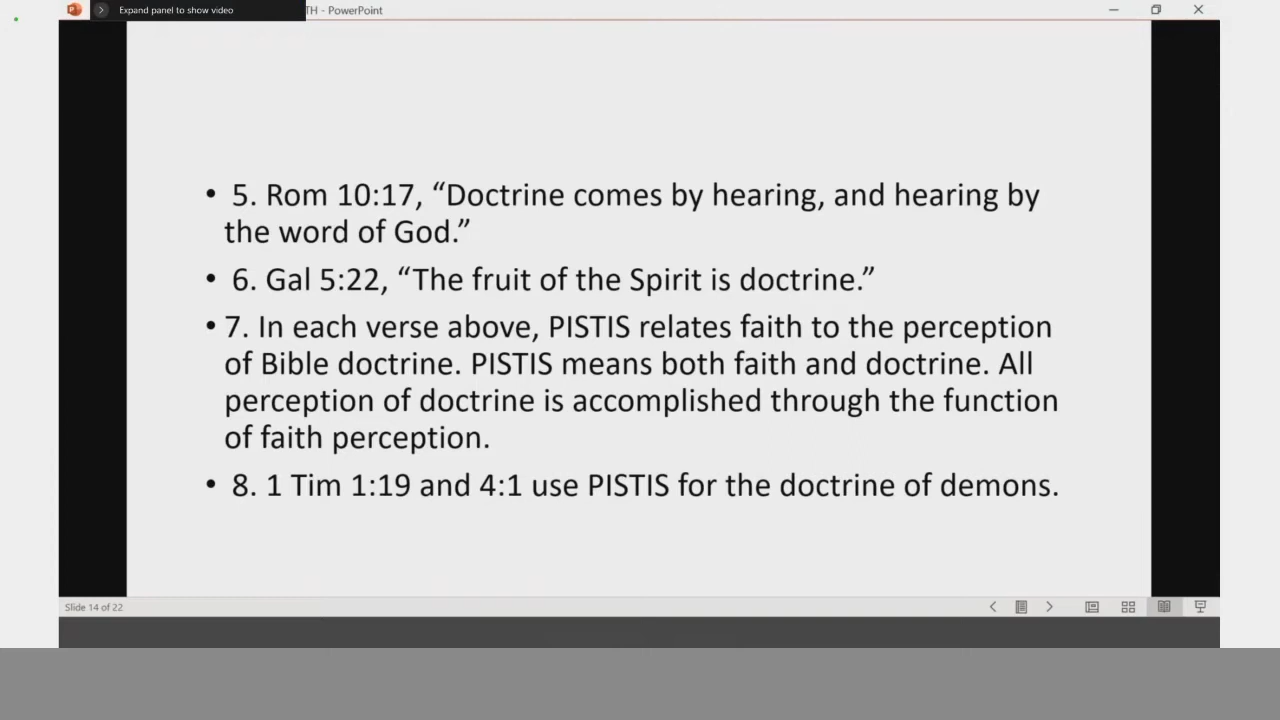 Expand panel to show video
TH - PowerPoint
• 5. Rom 10:17, “Doctrine comes by hearing, and hearing by
the word of God.”
• 6. Gal 5:22, “The fruit of the Spirit is doctrine.”
• 7. In each verse above, PISTIS relates faith to the perception
of Bible doctrine. PISTIS means both faith and doctrine. All
perception of doctrine is accomplished through the function
of faith perception.
• 8. 1 Tim 1:19 and 4:1 use PISTIS for the doctrine of demons.
Slide 14 of 22